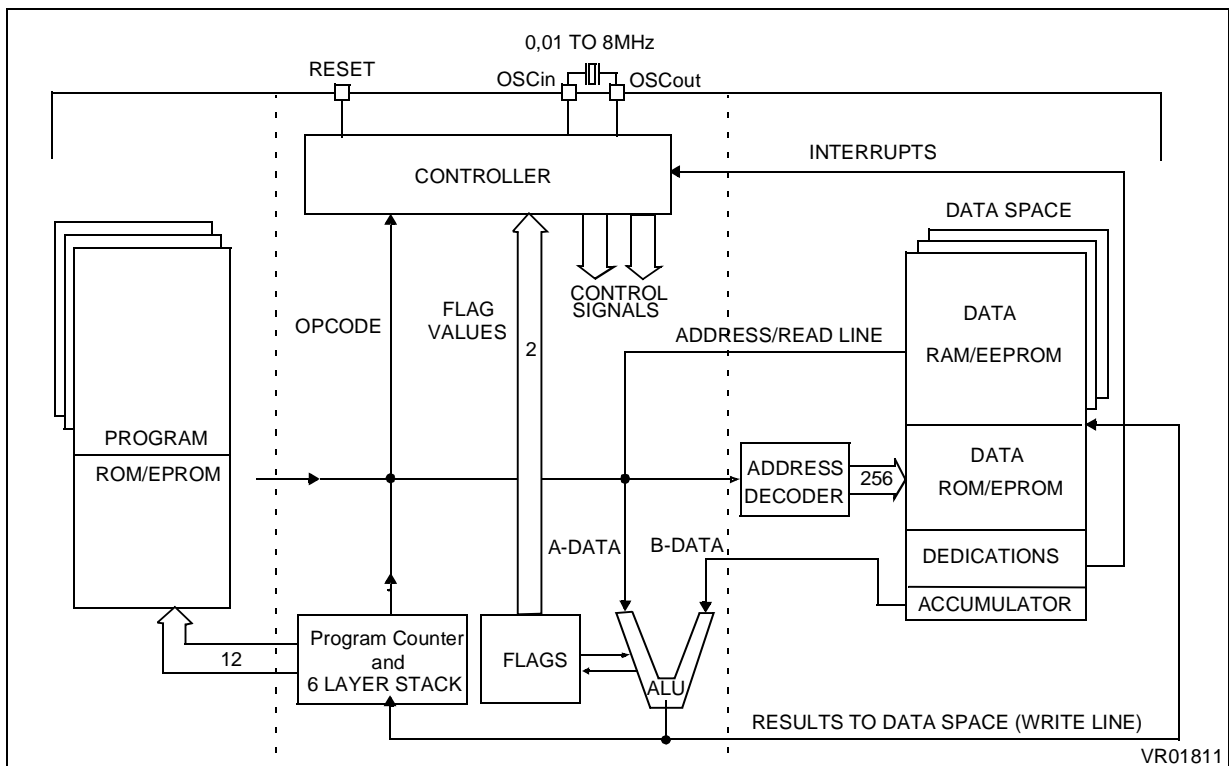 0,01 TO 8MHz
RESET
OSCin
OSCout
INTERRUPTS
CONTROLLER
DATA SPACE
CONTROL
SIGNALS
OPCODE
FLAG
VALUES
2
ADDRESS/READ LINE
DATA
RAM/EEPROM
PROGRAM
ROM/EPROM
ADDRESS
DECODER
256
DATA
ROM/EPROM
A-DATA
B-DATA
DEDICATIONS
ACCUMULATOR
12
Program Counter
and
6 LAYER STACK
FLAGS
ALU
RESULTS TO DATA SPACE (WRITE LINE)
VR01811